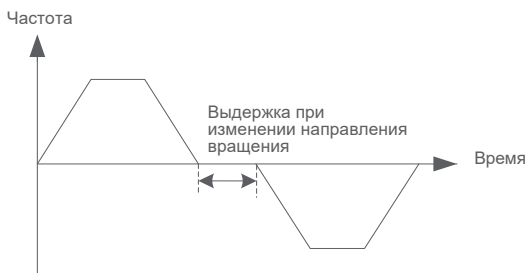 Частота
Выдержка при
изменении направления
вращения
Время